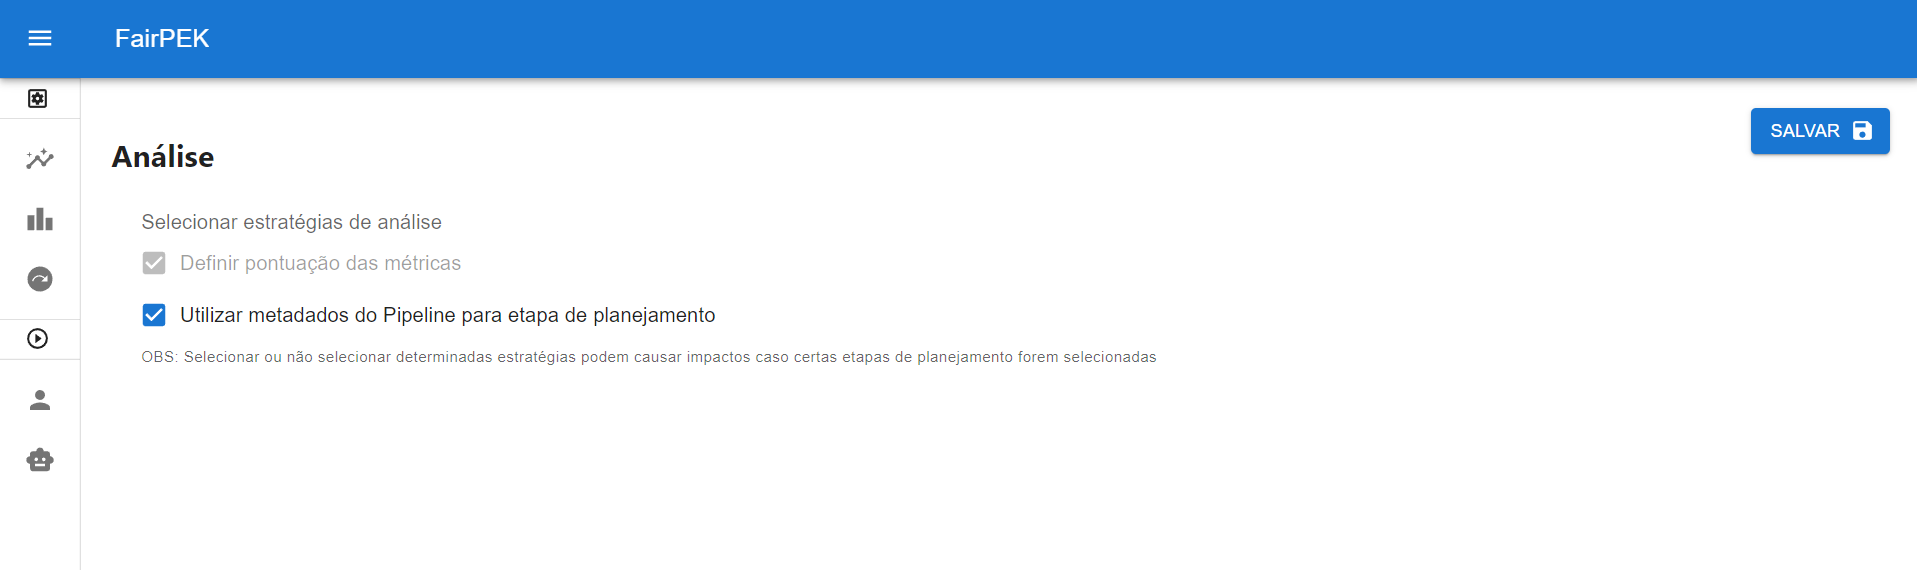 FairPEK
SALVAR
Análise
Selecionar estratégias de análise
Definir pontuação das métricas
Utilizar metadados do Pipeline para etapa de planejamento
OBS: Selecionar ou não selecionar determinadas estratégias podem causar impactos caso certas etapas de planejamento forem selecionadas